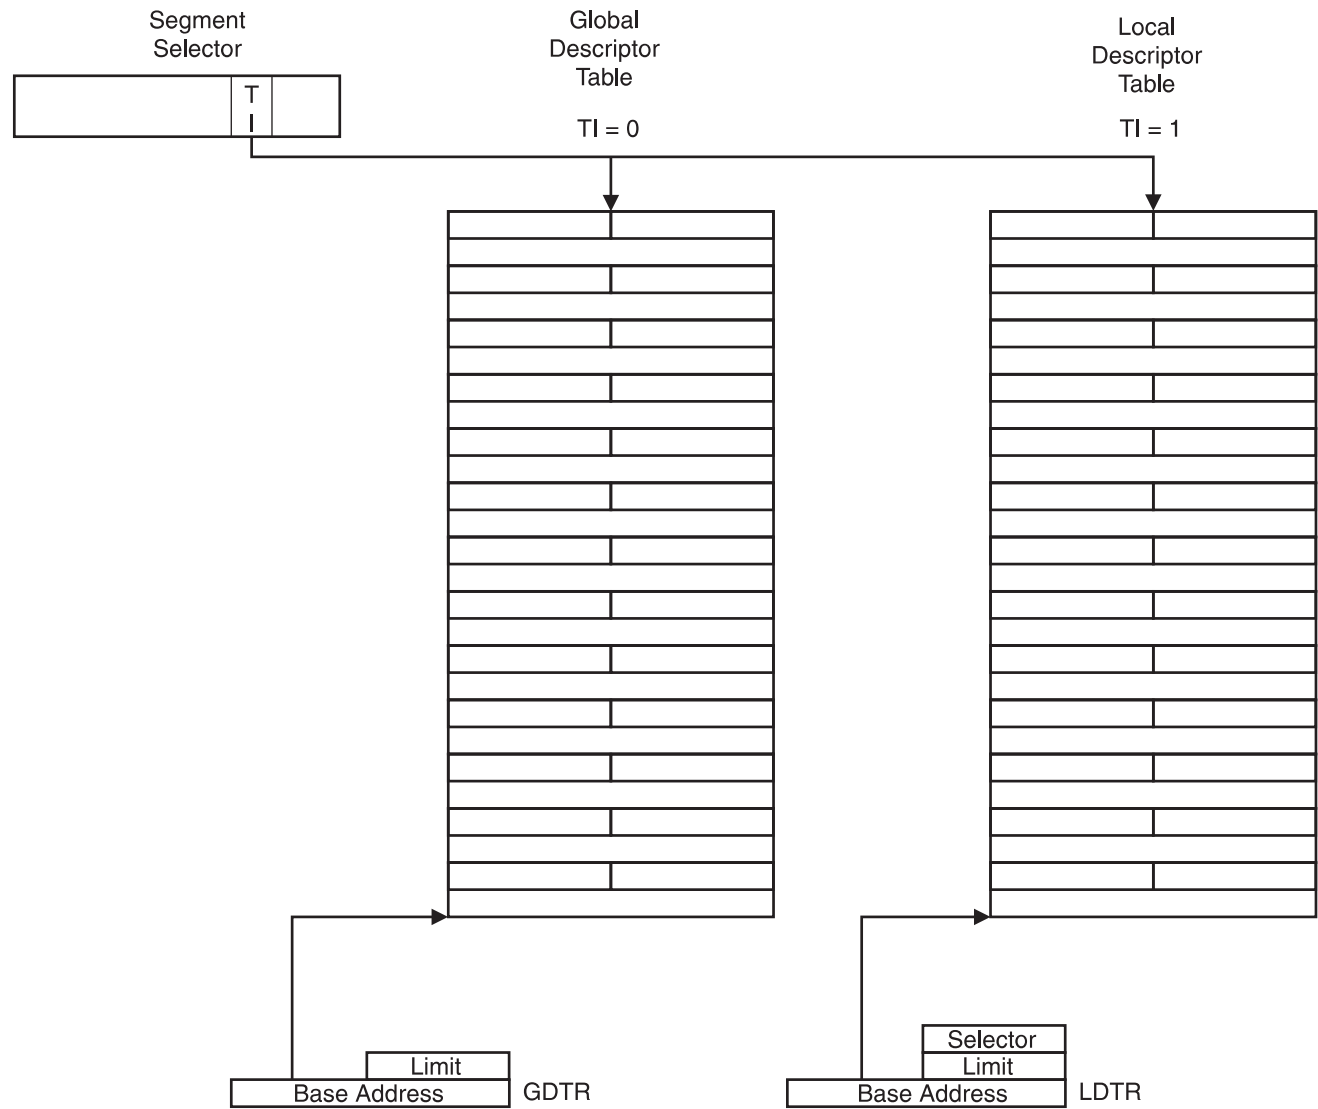 Segment
Selector
T
I
Global
Descriptor
Table
TI = 0
Local
Descriptor
Table
TI = 1
Limit
Base Address
GDTR
Selector
Limit
Base Address
LDTR